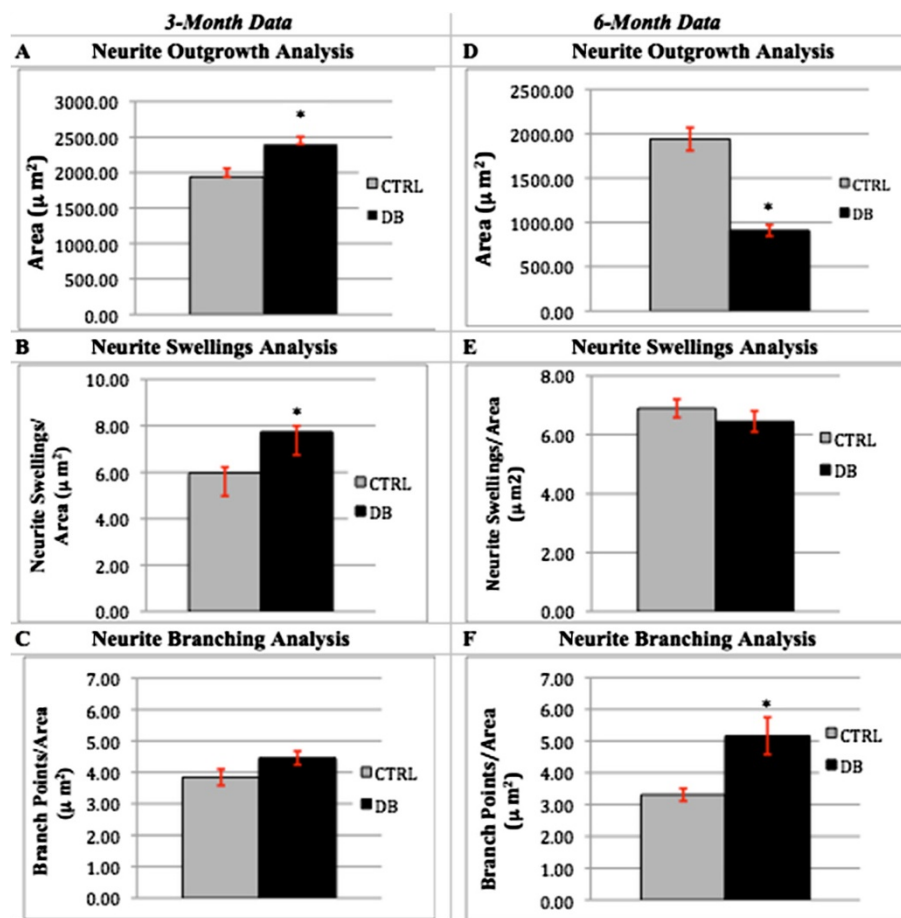 3-Month Data
6-Month Data
A Neurite Outgrowth Analysis
Area (μ m²)
3000.00
2500.00
2000.00
1500.00
1000.00
500.00
0.00
*
CTRL
DB
D Neurite Outgrowth Analysis
Area (μ m²)
2500.00
2000.00
1500.00
1000.00
500.00
0.00
*
CTRL
DB
B Neurite Swellings Analysis
Neurite Swellings/
Area (μ m²)
10.00
8.00
6.00
4.00
2.00
0.00
*
CTRL
DB
E Neurite Swellings Analysis
Neurite Swellings/Area
(μ m2)
8.00
6.00
4.00
2.00
0.00
CTRL
DB
C Neurite Branching Analysis
Branch Points/Area
(μ m²)
7.00
6.00
5.00
4.00
3.00
2.00
1.00
0.00
CTRL
DB
F Neurite Branching Analysis
Branch Points/Area
(μ m²)
7.00
6.00
5.00
4.00
3.00
2.00
1.00
0.00
*
CTRL
DB